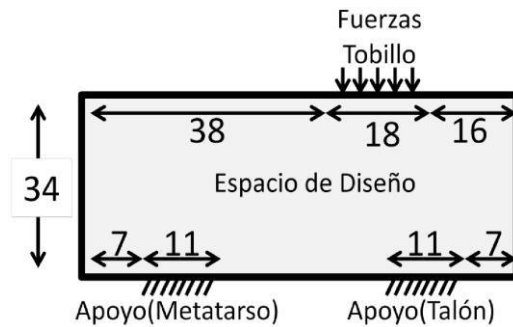 Fuerzas
Tobillo
38
18
16
34
Espacio de Diseño
7
11
11
7
Apoyo(Metatarso)
Apoyo(Talón)